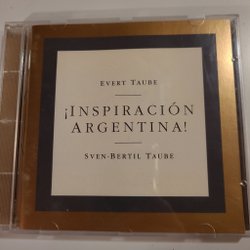 EVERT TAUBE
¡INSPIRACIÓN
ARGENTINA!
SVEN-BERTIL TAUBE